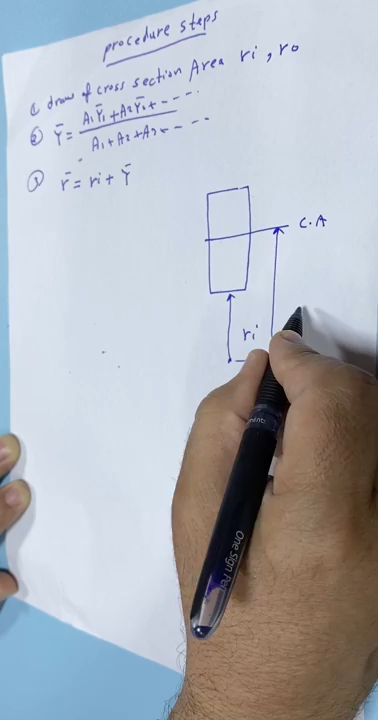 procedure steps
① draw of cross section Area ri , ro
② Ȳ = A1Ȳ1 + A2Ȳ2 + - - - -
A1 + A2 + A3 + - - - -
③ r̄ = ri + Ȳ
C.A
ri
One Sign Pen